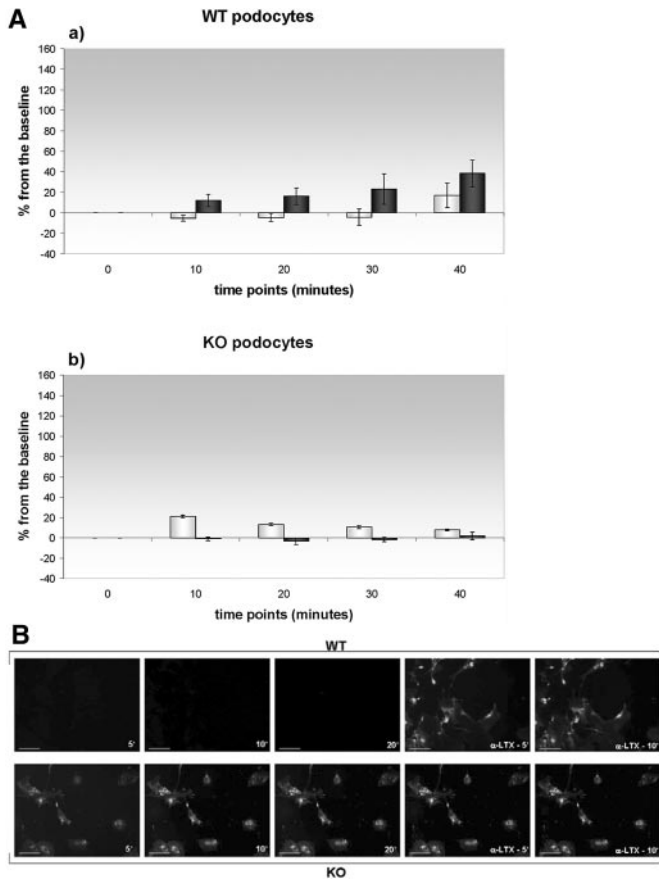 A
WT podocytes
a)
160
140
120
100
80
60
40
20
0
-20
-40
% from the baseline
0 10 20 30 40
time points (minutes)
KO podocytes
b)
160
140
120
100
80
60
40
20
0
-20
-40
% from the baseline
0 10 20 30 40
time points (minutes)
B
WT
5' 10' 20' α-LTX - 5' α-LTX - 10'
5' 10' 20' α-LTX - 5' α-LTX - 10'
KO